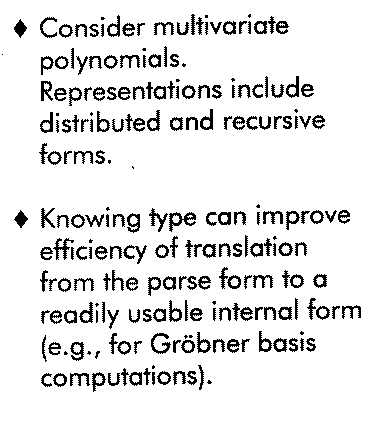 ♦ Consider multivariate
polynomials.
Representations include
distributed and recursive
forms.
♦ Knowing type can improve
efficiency of translation
from the parse form to a
readily usable internal form
(e.g., for Gröbner basis
computations).